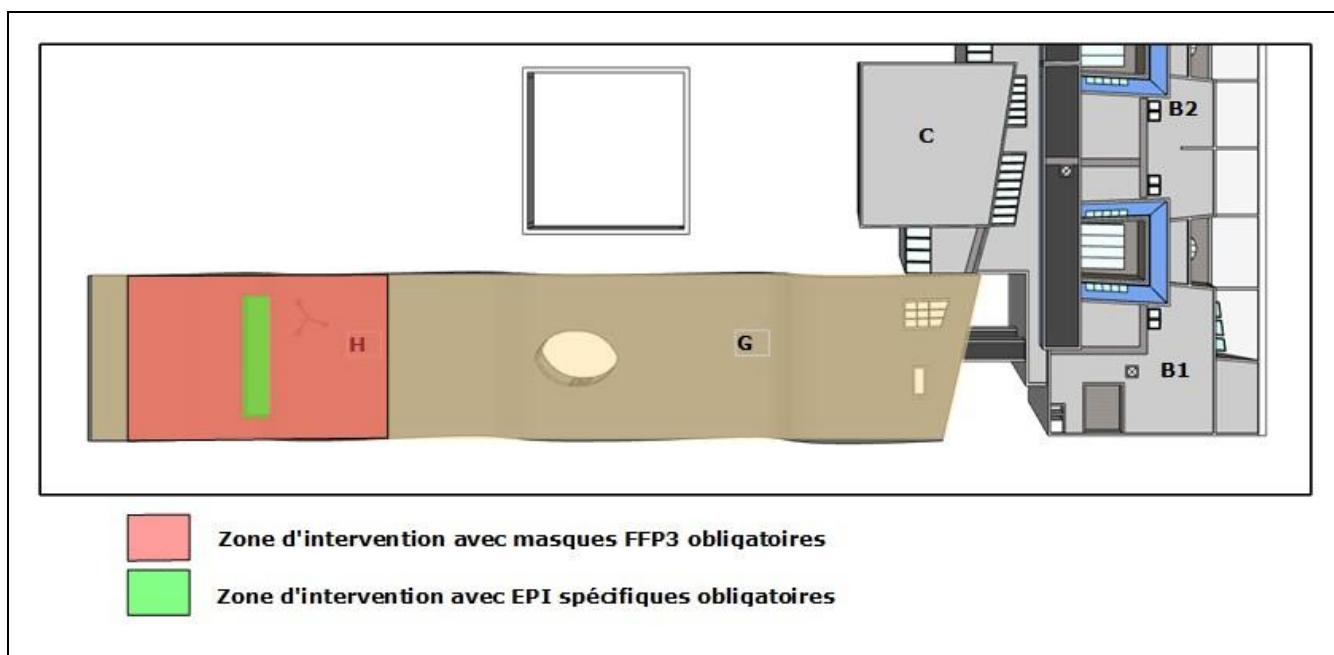 C
B2
H
G
B1
Zone d'intervention avec masques FFP3 obligatoires
Zone d'intervention avec EPI spécifiques obligatoires